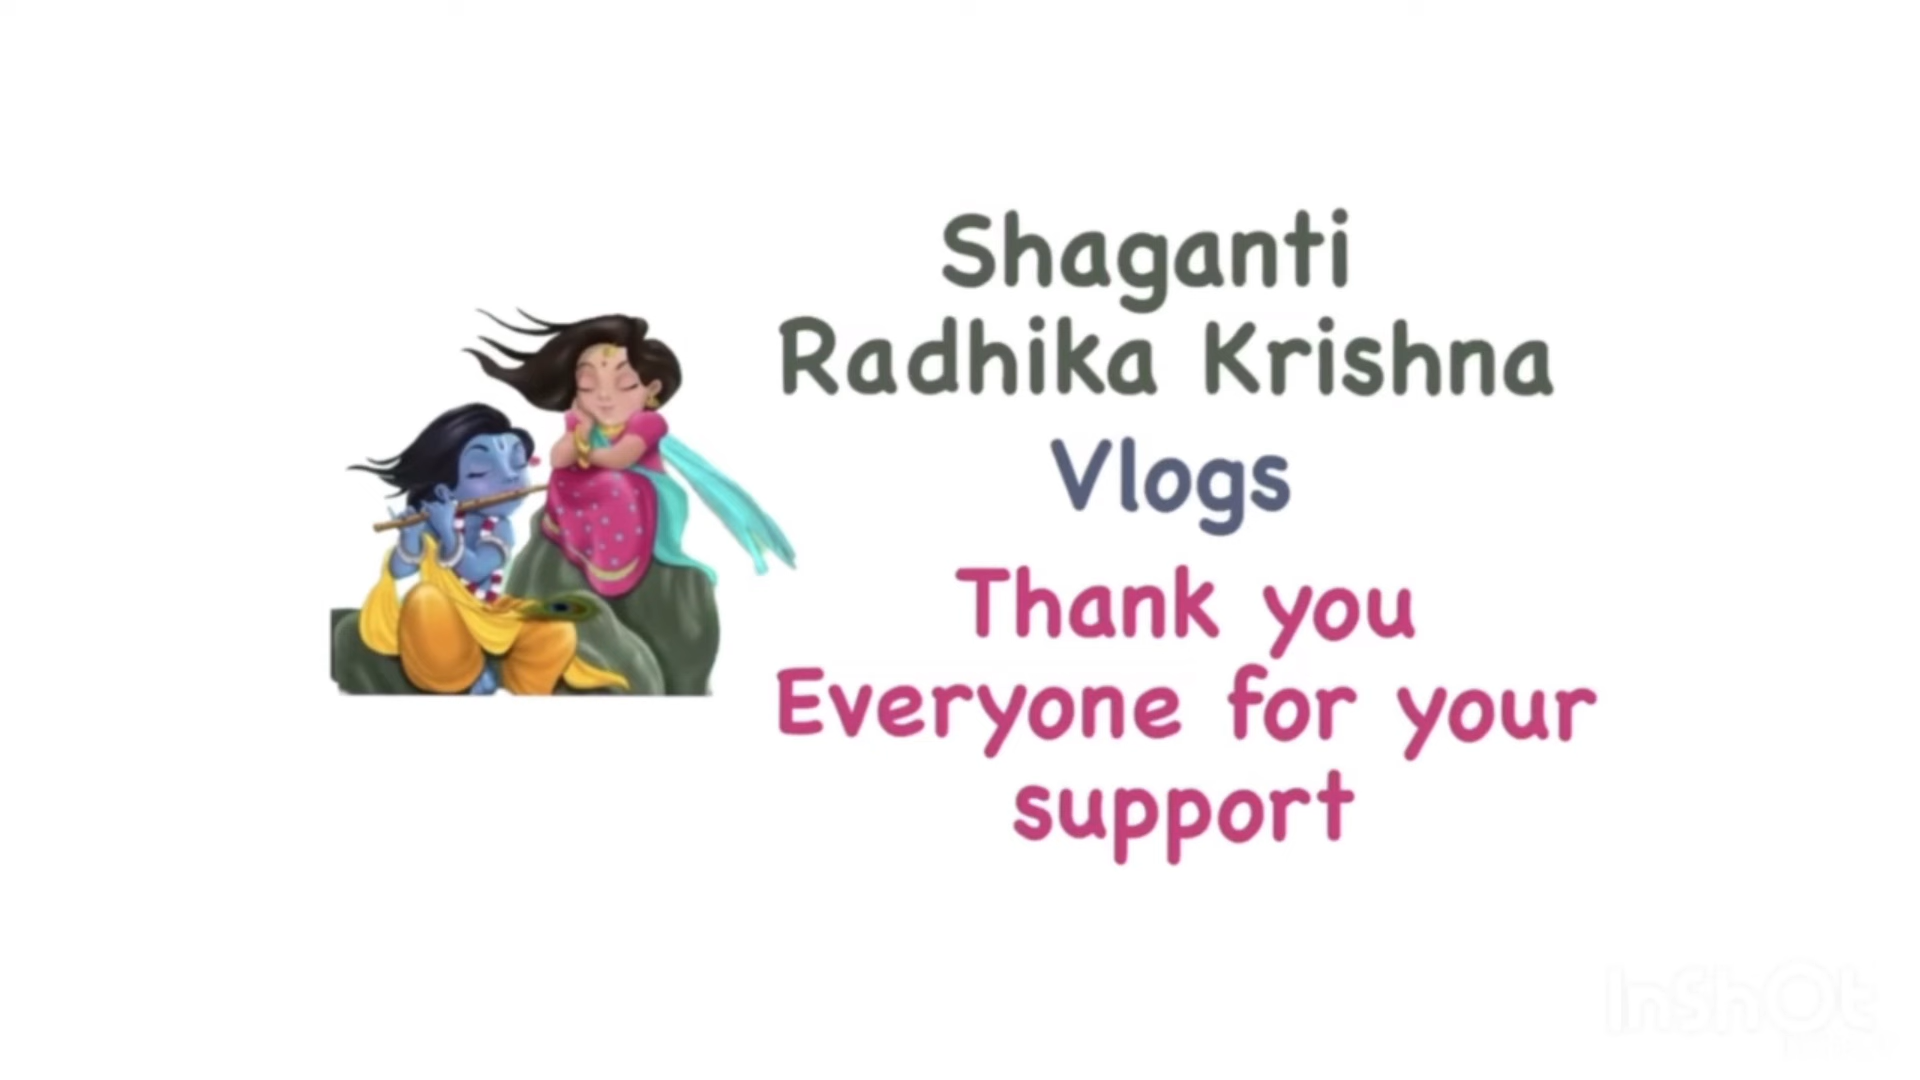 Shaganti
Radhika Krishna
Vlogs
Thank you
Everyone for your
support
InShOt